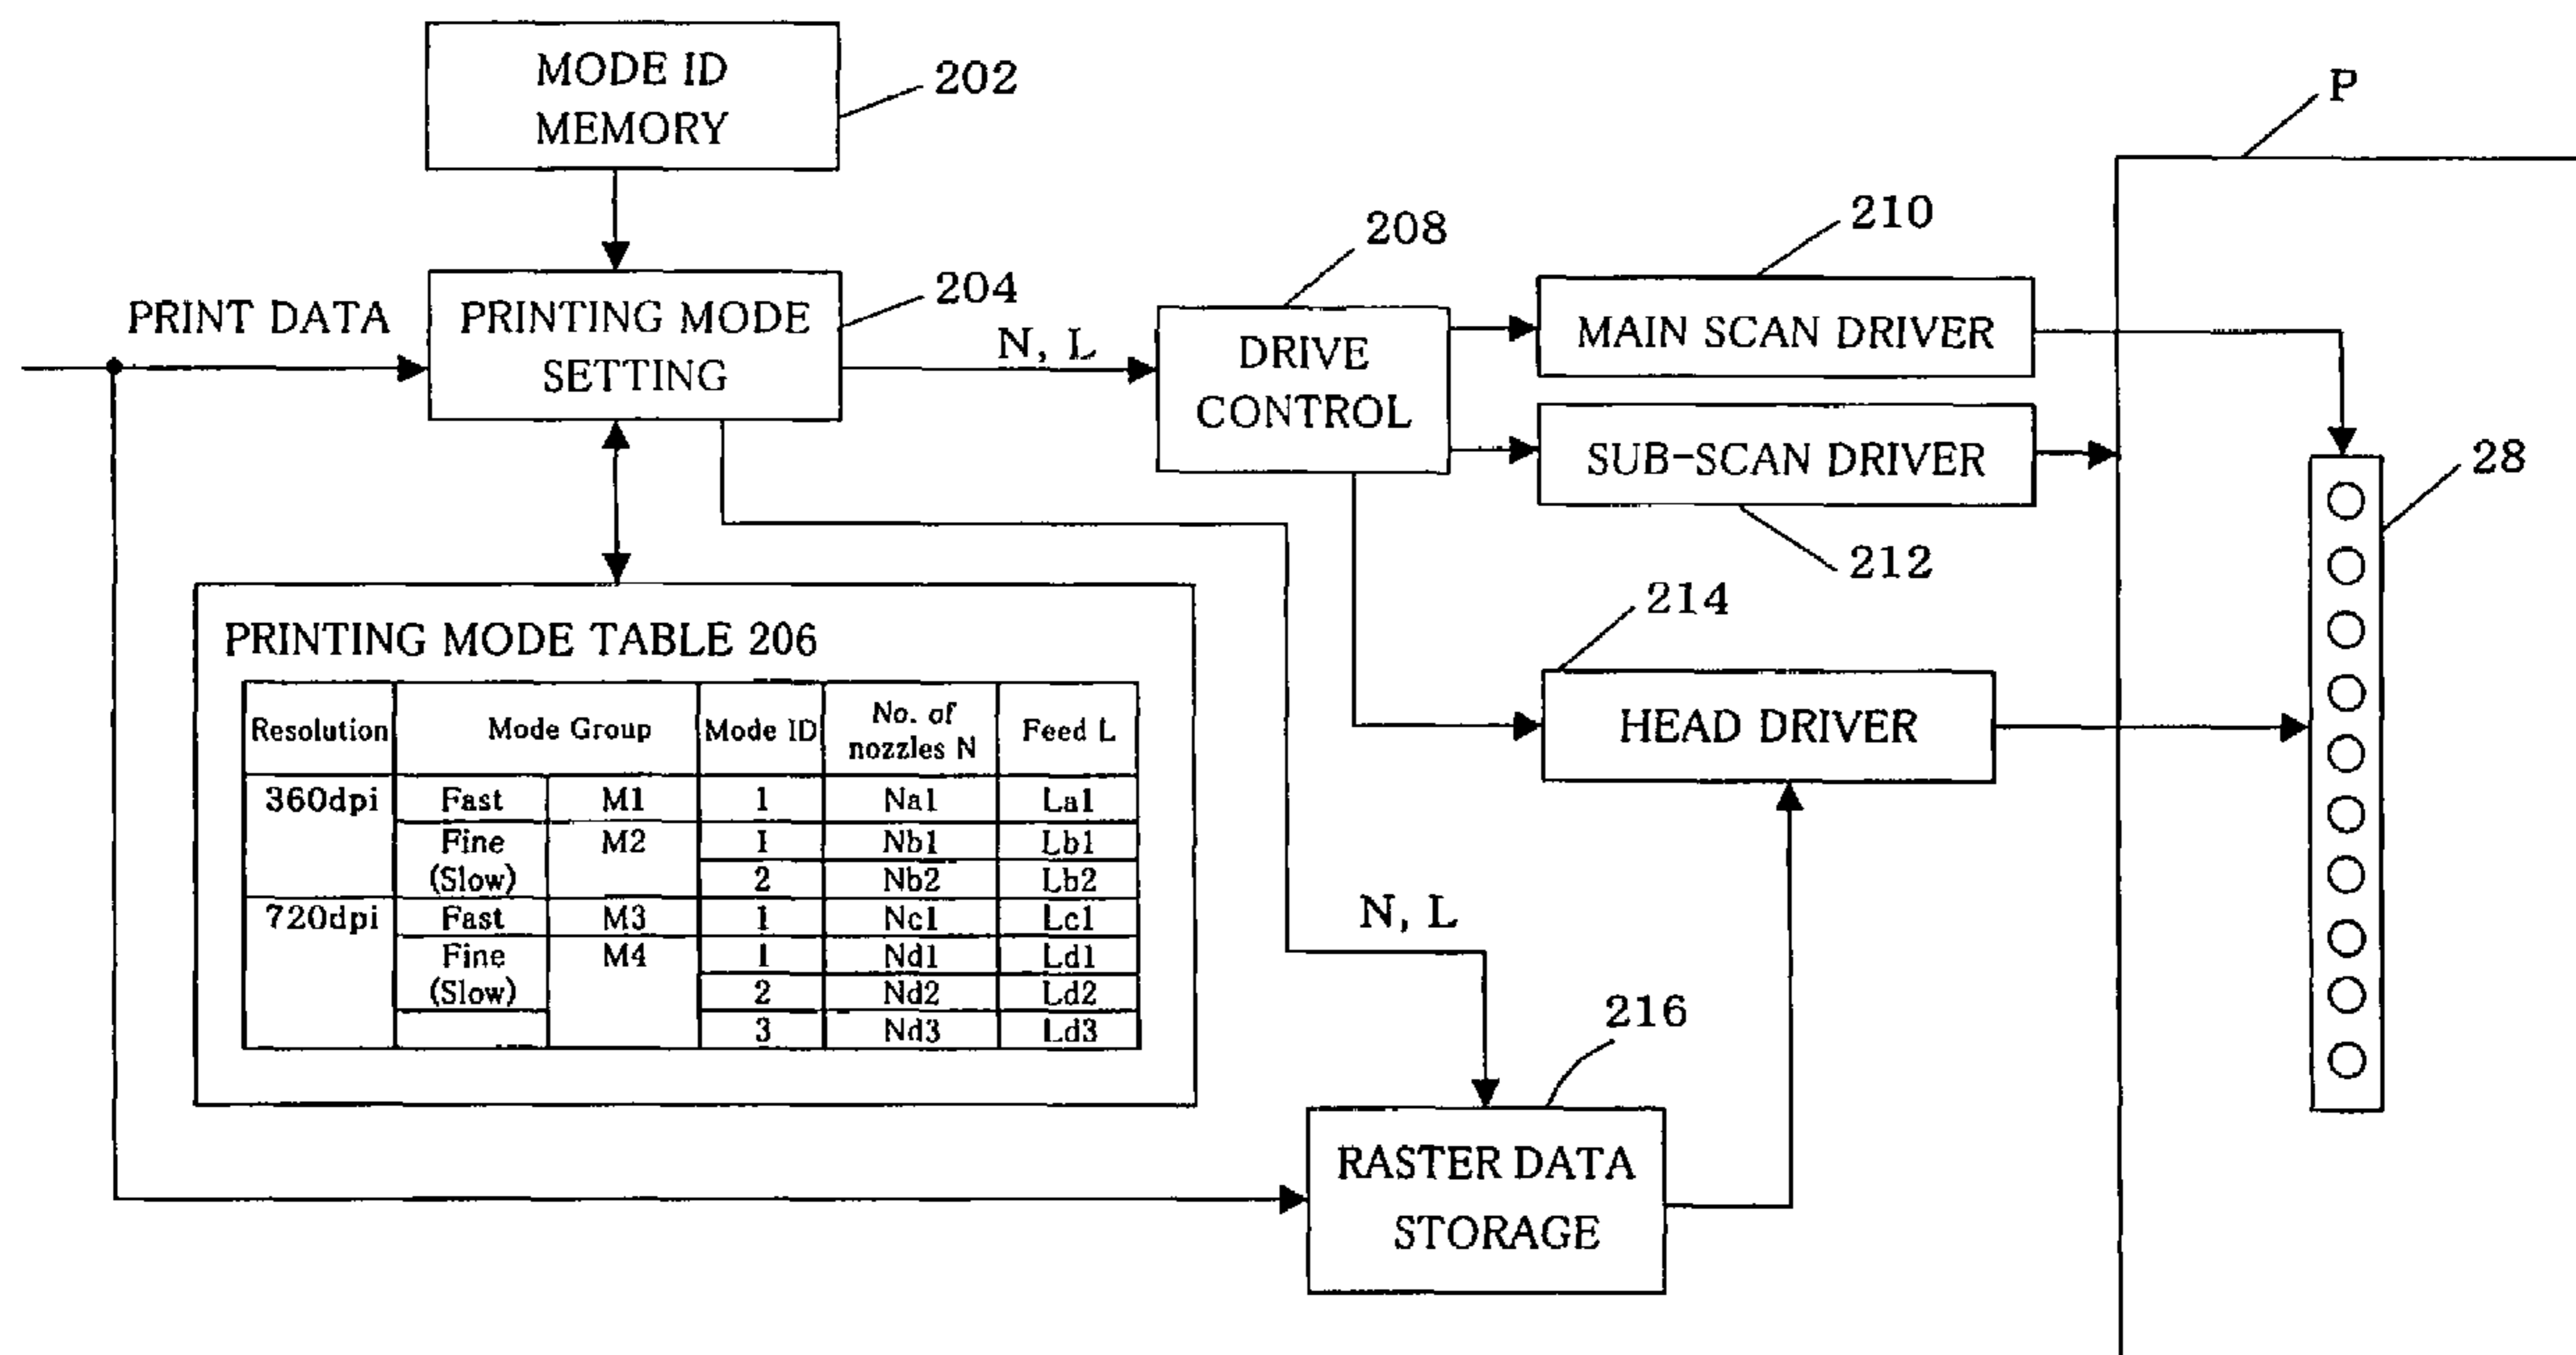 MODE ID
MEMORY
202
P
210
208
PRINT DATA
PRINTING MODE
SETTING
204
N, L
DRIVE
CONTROL
MAIN SCAN DRIVER
SUB-SCAN DRIVER
28
212
214
PRINTING MODE TABLE 206
HEAD DRIVER
Resolution Mode Group Mode ID No. of nozzles N Feed L
360dpi Fast M1 1 Na1 La1
Fine M2 1 Nb1 Lb1
(Slow) 2 Nb2 Lb2
720dpi Fast M3 1 Nc1 Lc1
Fine M4 1 Nd1 Ld1
(Slow) 2 Nd2 Ld2
3 Nd3 Ld3
N, L
216
RASTER DATA
STORAGE